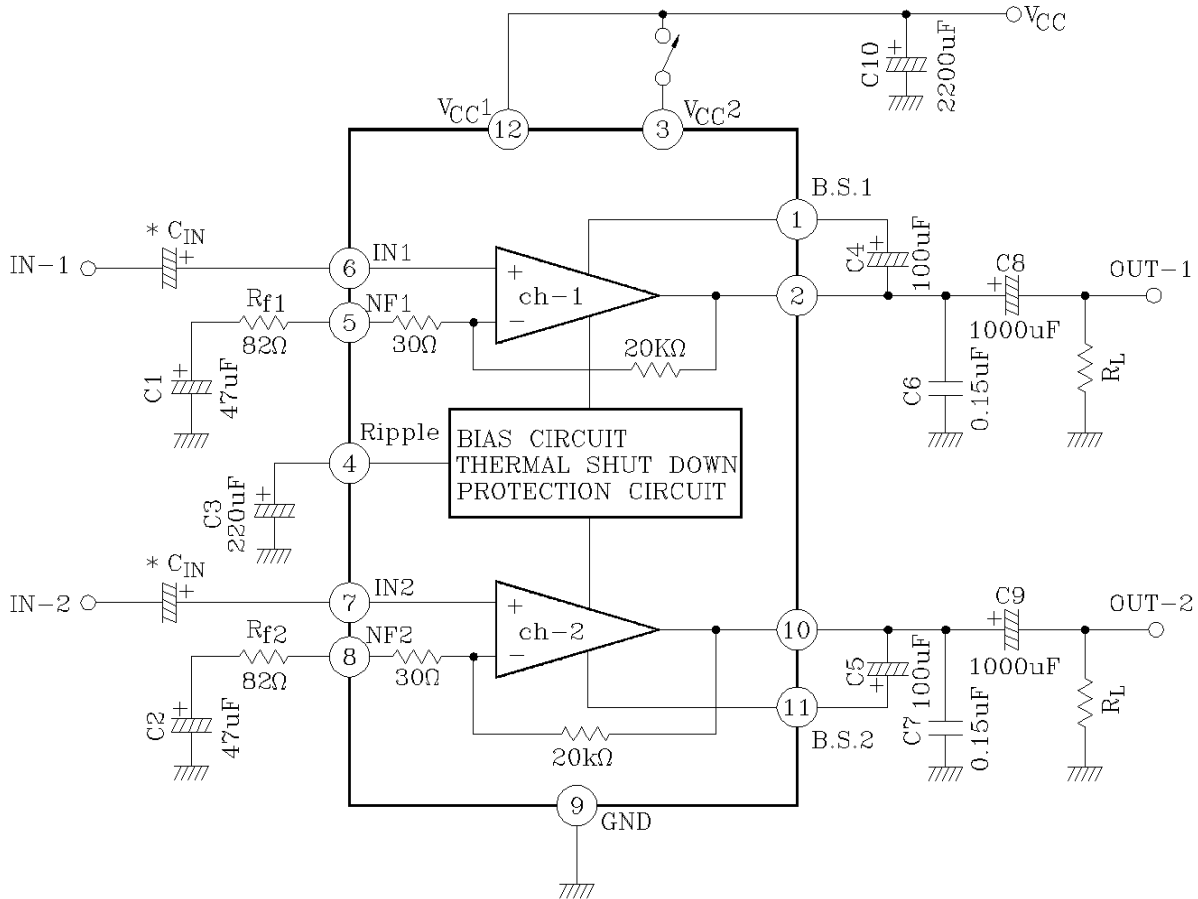 VCC
C10
2200uF
VCC1
12
3
VCC2
B.S.1
1
* CIN
IN-1
6
IN1
+
ch-1
−
C4
100uF
2
C8
1000uF
OUT-1
Rf1
82Ω
5
NF1
30Ω
20KΩ
C1
47uF
C6
0.15uF
RL
Ripple
4
BIAS CIRCUIT
THERMAL SHUT DOWN
PROTECTION CIRCUIT
C3
220uF
* CIN
IN-2
7
IN2
+
ch-2
−
10
C9
1000uF
OUT-2
Rf2
82Ω
8
NF2
30Ω
C5
100uF
11
B.S.2
C2
47uF
20kΩ
C7
0.15uF
RL
9
GND